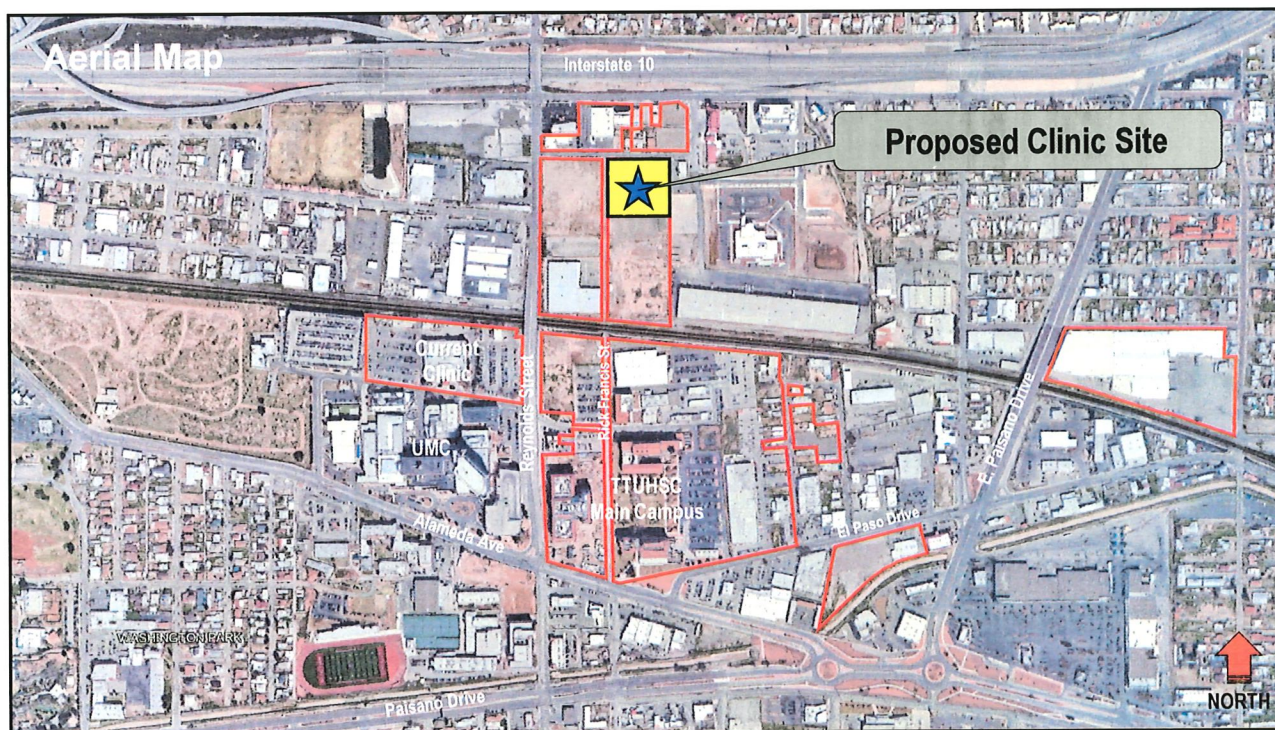 Aerial Map
Interstate 10
Proposed Clinic Site
Current
Clinic
Reynolds Street
Rick Francis St.
UMC
TTUHSC
Main Campus
E. Paisano Drive
El Paso Drive
Alameda Ave
WASHINGTON PARK
Paisano Drive
NORTH